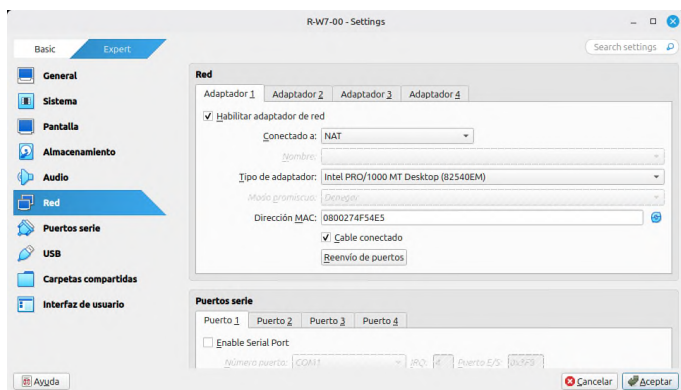 R-W7-00 - Settings
Basic Expert
Search settings
General
Sistema
Pantalla
Almacenamiento
Audio
Red
Puertos serie
USB
Carpetas compartidas
Interfaz de usuario
Red
Adaptador 1 Adaptador 2 Adaptador 3 Adaptador 4
Habilitar adaptador de red
Conectado a: NAT
Nombre:
Tipo de adaptador: Intel PRO/1000 MT Desktop (82540EM)
Modo promiscuo: Denegar
Dirección MAC: 0800274F54E5
Cable conectado
Reenvío de puertos
Puertos serie
Puerto 1 Puerto 2 Puerto 3 Puerto 4
Enable Serial Port
Número puerto: COM1 IRQ: 4 Puerto E/S: 0x3F8
Ayuda
Cancelar Aceptar